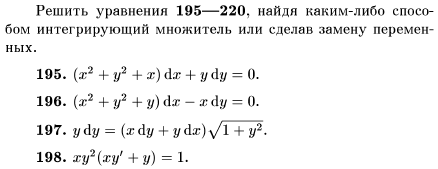 Решить уравнения 195—220, найдя каким-либо спосо-
бом интегрирующий множитель или сделав замену перемен-
ных.
195. (x² + y² + x) dx + y dy = 0.
196. (x² + y² + y) dx − x dy = 0.
197. y dy = (x dy + y dx)√(1 + y²).
198. xy²(xy′ + y) = 1.